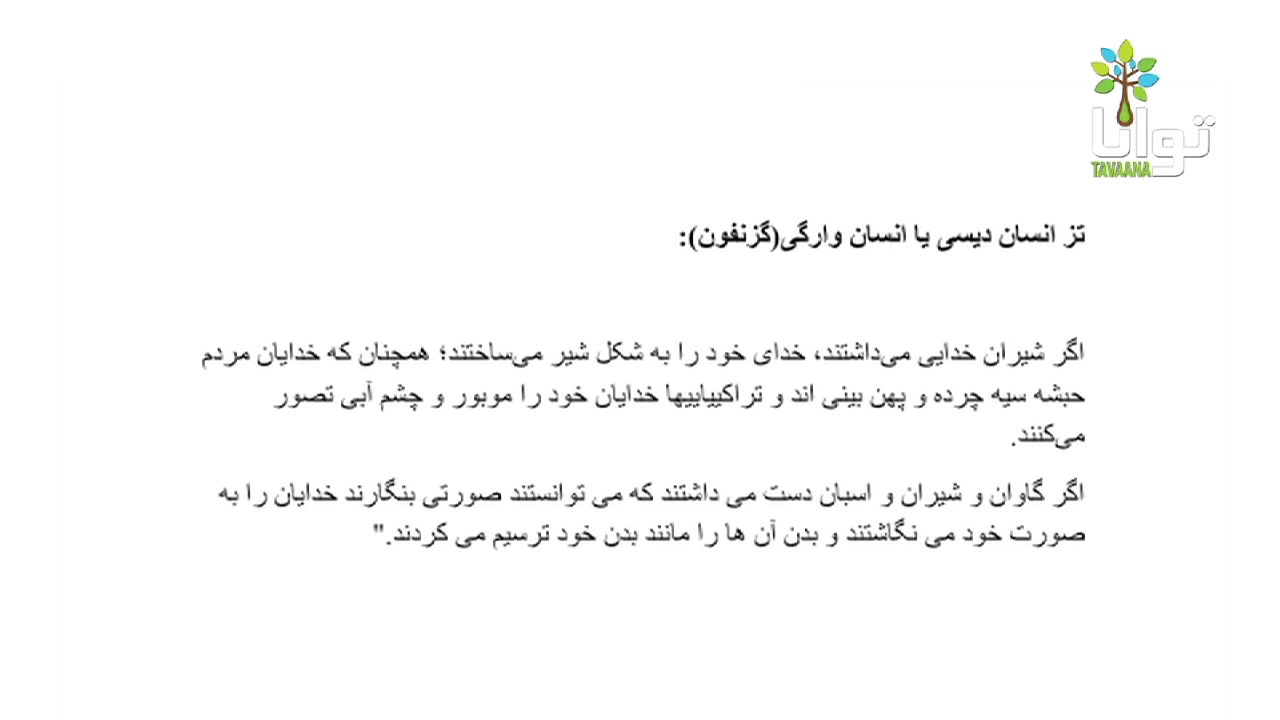 توانا
TAVAANA
تز انسان دیسی یا انسان وارگی(گزنفون):
اگر شیران خدایی می‌داشتند، خدای خود را به شکل شیر می‌ساختند؛ همچنان که خدایان مردم
حبشه سیه چرده و پهن بینی اند و تراکییاییها خدایان خود را موبور و چشم آبی تصور
می‌کنند.
اگر گاوان و شیران و اسبان دست می داشتند که می توانستند صورتی بنگارند خدایان را به
صورت خود می نگاشتند و بدن آن ها را مانند بدن خود ترسیم می کردند."